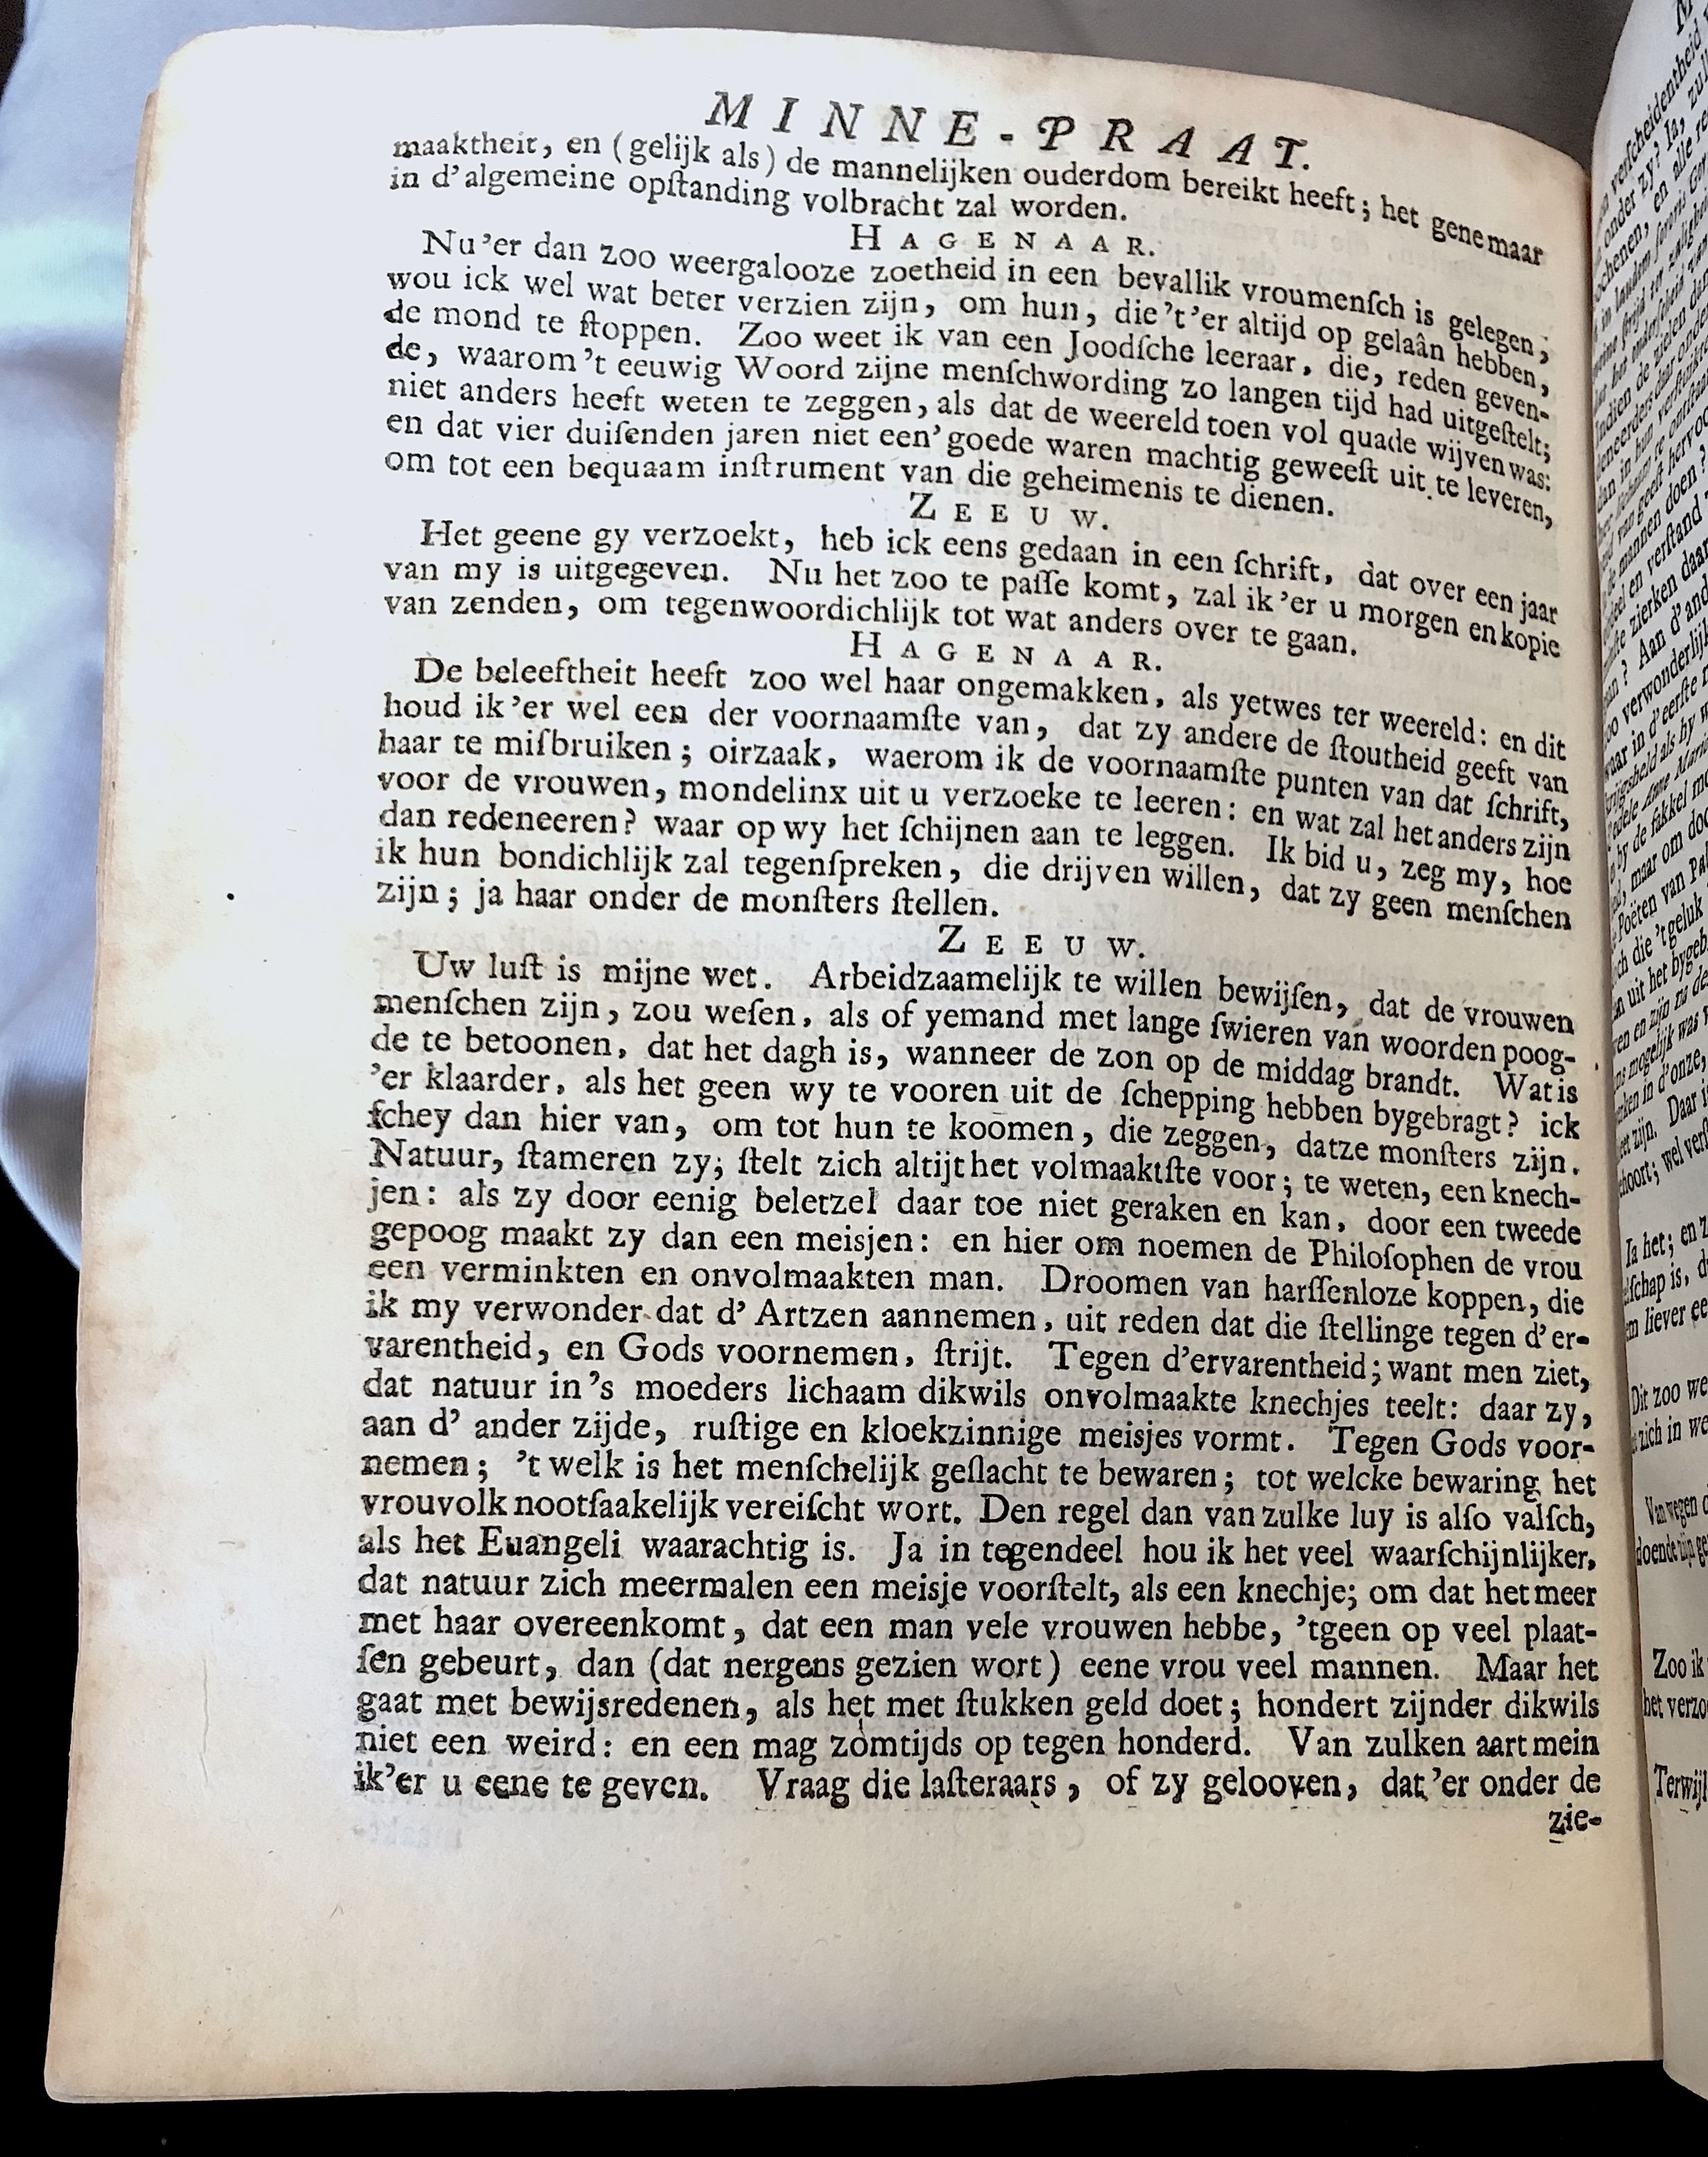 MINNE-PRAAT.
maaktheit, en (gelijk als) de mannelijken ouderdom bereikt heeft; het gene maar
in d'algemeine opſtanding volbracht zal worden.
HAGENAAR.
Nu'er dan zoo weergalooze zoetheid in een bevallik vroumenſch is gelegen,
wou ick wel wat beter verzien zijn, om hun, die't'er altijd op gelaân hebben,
de mond te ſtoppen. Zoo weet ik van een Joodſche leeraar, die, reden geven-
de, waarom't eeuwig Woord zijne menſchwording zo langen tijd had uitgeſtelt;
niet anders heeft weten te zeggen, als dat de weereld toen vol quade wijven was:
en dat vier duiſenden jaren niet een' goede waren machtig geweeſt uit te leveren,
om tot een bequaam inſtrument van die geheimenis te dienen.
ZEEUW.
Het geene gy verzoekt, heb ick eens gedaan in een ſchrift, dat over een jaar
van my is uitgegeven. Nu het zoo te paſſe komt, zal ik'er u morgen en kopie
van zenden, om tegenwoordichlijk tot wat anders over te gaan.
HAGENAAR.
De beleeftheit heeft zoo wel haar ongemakken, als yetwes ter weereld: en dit
houd ik'er wel een der voornaamſte van, dat zy andere de ſtoutheid geeft van
haar te miſbruiken; oirzaak, waerom ik de voornaamſte punten van dat ſchrift,
voor de vrouwen, mondelinx uit u verzoeke te leeren: en wat zal het anders zijn
dan redeneeren? waar op wy het ſchijnen aan te leggen. Ik bid u, zeg my, hoe
ik hun bondichlijk zal tegenſpreken, die drijven willen, dat zy geen menſchen
zijn; ja haar onder de monſters ſtellen.
ZEEUW.
Uw luſt is mijne wet. Arbeidzaamelijk te willen bewijſen, dat de vrouwen
menſchen zijn, zou weſen, als of yemand met lange ſwieren van woorden poog-
de te betoonen, dat het dagh is, wanneer de zon op de middag brandt. Wat is
'er klaarder, als het geen wy te vooren uit de ſchepping hebben bygebragt? ick
ſchey dan hier van, om tot hun te koomen, die zeggen, datze monſters zijn.
Natuur, ſtameren zy; ſtelt zich altijt het volmaaktſte voor; te weten, een knech-
jen: als zy door eenig beletzel daar toe niet geraken en kan, door een tweede
gepoog maakt zy dan een meisjen: en hier om noemen de Philoſophen de vrou
een verminkten en onvolmaakten man. Droomen van harſſenloze koppen, die
ik my verwonder dat d' Artzen aannemen, uit reden dat die ſtellinge tegen d'er-
varentheid, en Gods voornemen, ſtrijt. Tegen d'ervarentheid; want men ziet,
dat natuur in's moeders lichaam dikwils onvolmaakte knechjes teelt: daar zy,
aan d' ander zijde, ruſtige en kloekzinnige meisjes vormt. Tegen Gods voor-
nemen; 't welk is het menſchelijk geſlacht te bewaren; tot welcke bewaring het
vrouvolk nootſaakelijk vereiſcht wort. Den regel dan van zulke luy is alſo valſch,
als het Euangeli waarachtig is. Ja in tegendeel hou ik het veel waarſchijnlijker,
dat natuur zich meermalen een meisje voorſtelt, als een knechje; om dat het meer
met haar overeenkomt, dat een man vele vrouwen hebbe, 'tgeen op veel plaat-
ſen gebeurt, dan (dat nergens gezien wort) eene vrou veel mannen. Maar het
gaat met bewijsredenen, als het met ſtukken geld doet; hondert zijnder dikwils
niet een weird: en een mag zomtijds op tegen honderd. Van zulken aart mein
ik'er u eene te geven. Vraag die laſteraars, of zy gelooven, dat'er onder de
zie-